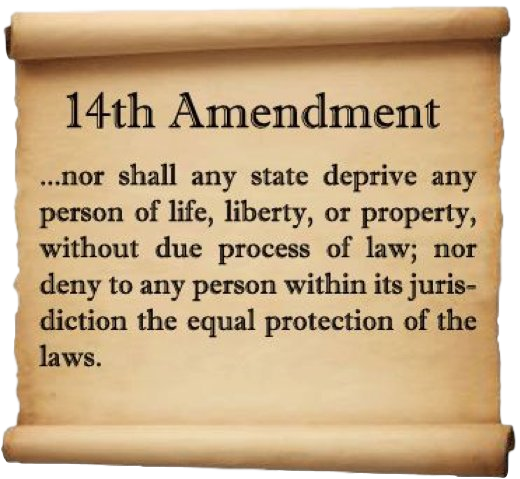 14th Amendment
...nor shall any state deprive any
person of life, liberty, or property,
without due process of law; nor
deny to any person within its juris-
diction the equal protection of the
laws.